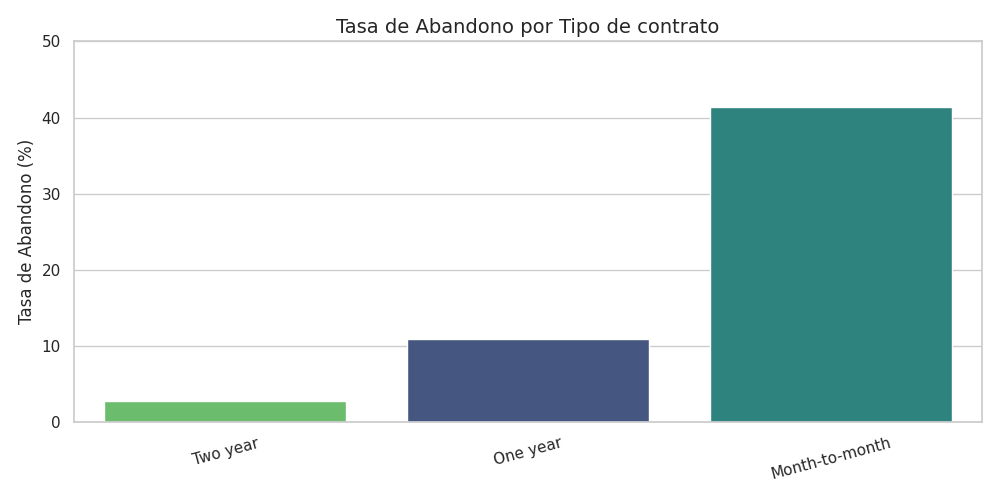 Tasa de Abandono por Tipo de contrato
Tasa de Abandono (%)
50
40
30
20
10
0
Two year
One year
Month-to-month